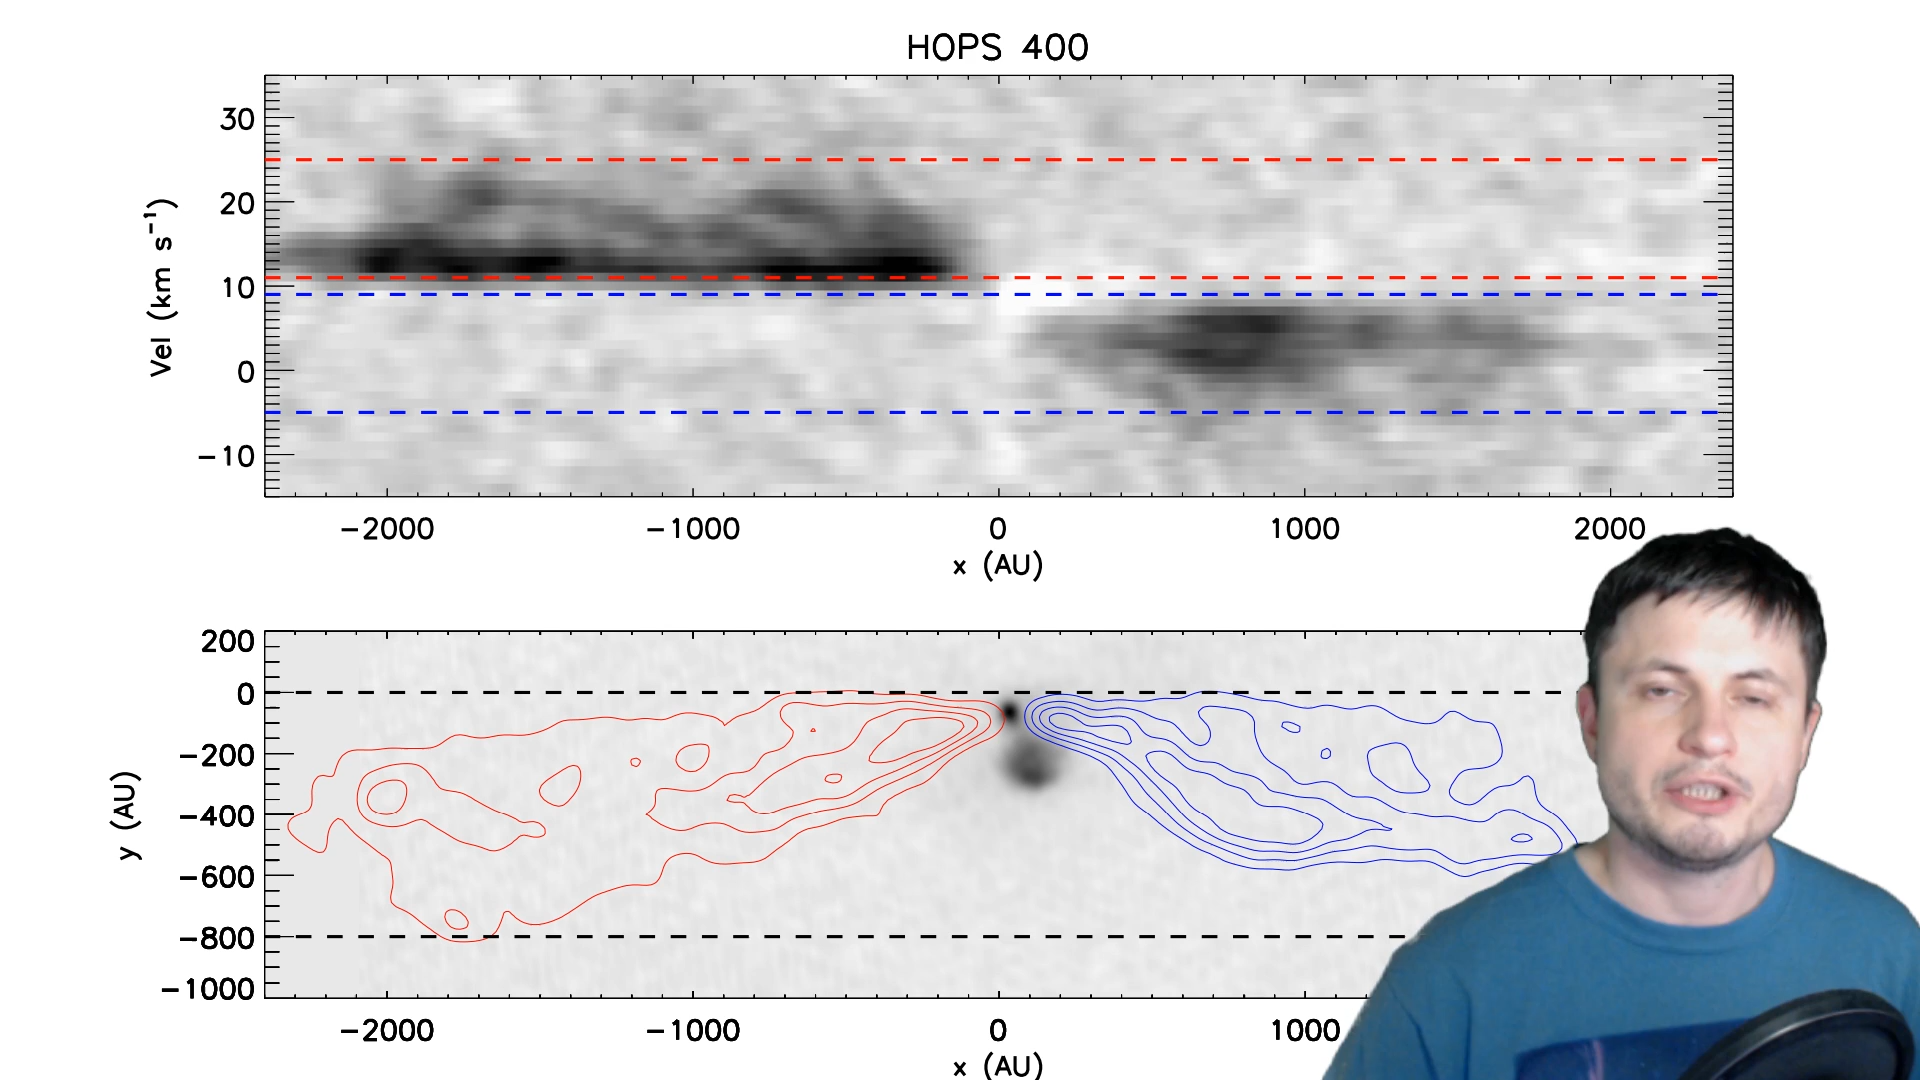 HOPS 400
30
20
10
0
−10
Vel (km s⁻¹)
−2000 −1000 0 1000 2000
x (AU)
200
0
−200
−400
−600
−800
−1000
y (AU)
−2000 −1000 0 1000
x (AU)